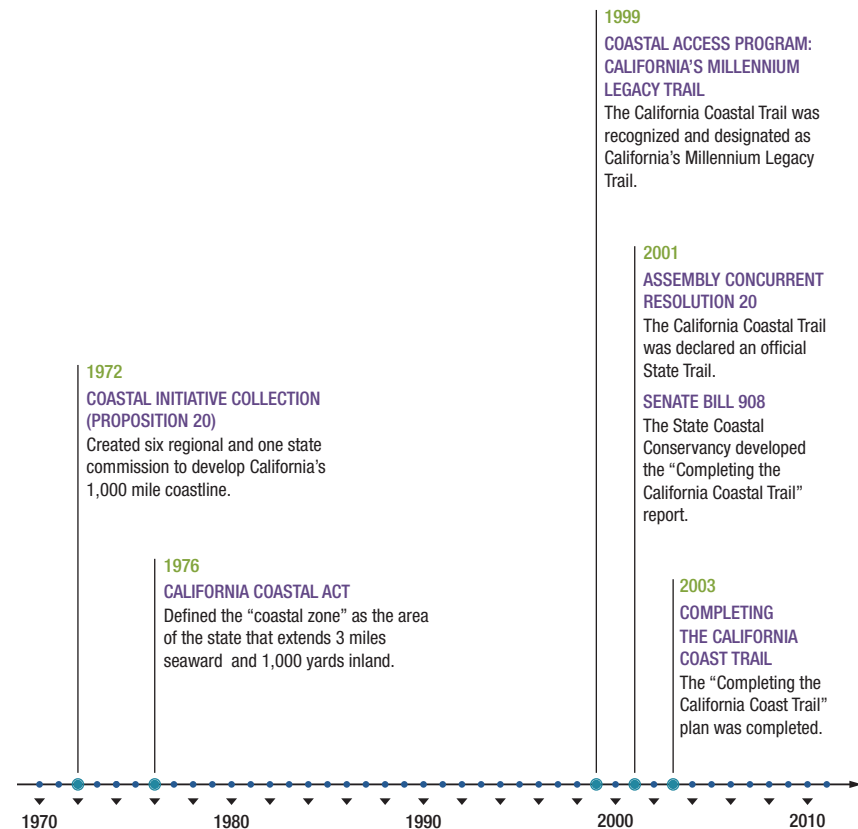 1999
COASTAL ACCESS PROGRAM:
CALIFORNIA'S MILLENNIUM
LEGACY TRAIL
The California Coastal Trail was
recognized and designated as
California's Millennium Legacy
Trail.
2001
ASSEMBLY CONCURRENT
RESOLUTION 20
The California Coastal Trail
was declared an official
State Trail.
SENATE BILL 908
The State Coastal
Conservancy developed
the “Completing the
California Coastal Trail”
report.
1972
COASTAL INITIATIVE COLLECTION
(PROPOSITION 20)
Created six regional and one state
commission to develop California's
1,000 mile coastline.
1976
CALIFORNIA COASTAL ACT
Defined the “coastal zone” as the area
of the state that extends 3 miles
seaward and 1,000 yards inland.
2003
COMPLETING
THE CALIFORNIA
COAST TRAIL
The “Completing the
California Coast Trail”
plan was completed.
1970 1980 1990 2000 2010